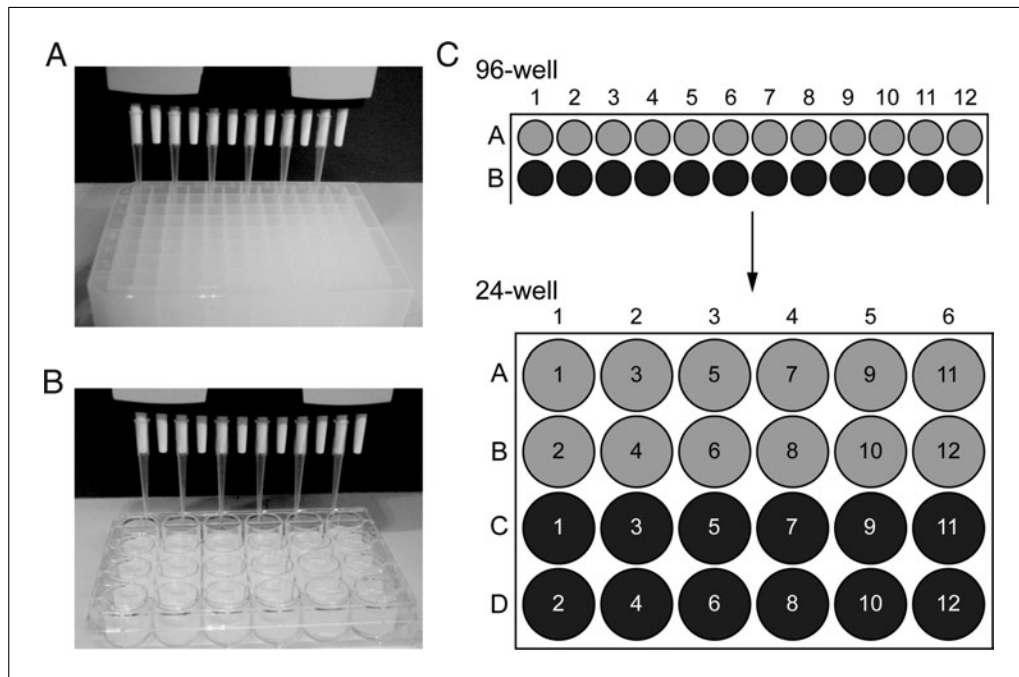 A
B
C
96-well
1 2 3 4 5 6 7 8 9 10 11 12
A
B
24-well
1 2 3 4 5 6
A 1 3 5 7 9 11
B 2 4 6 8 10 12
C 1 3 5 7 9 11
D 2 4 6 8 10 12